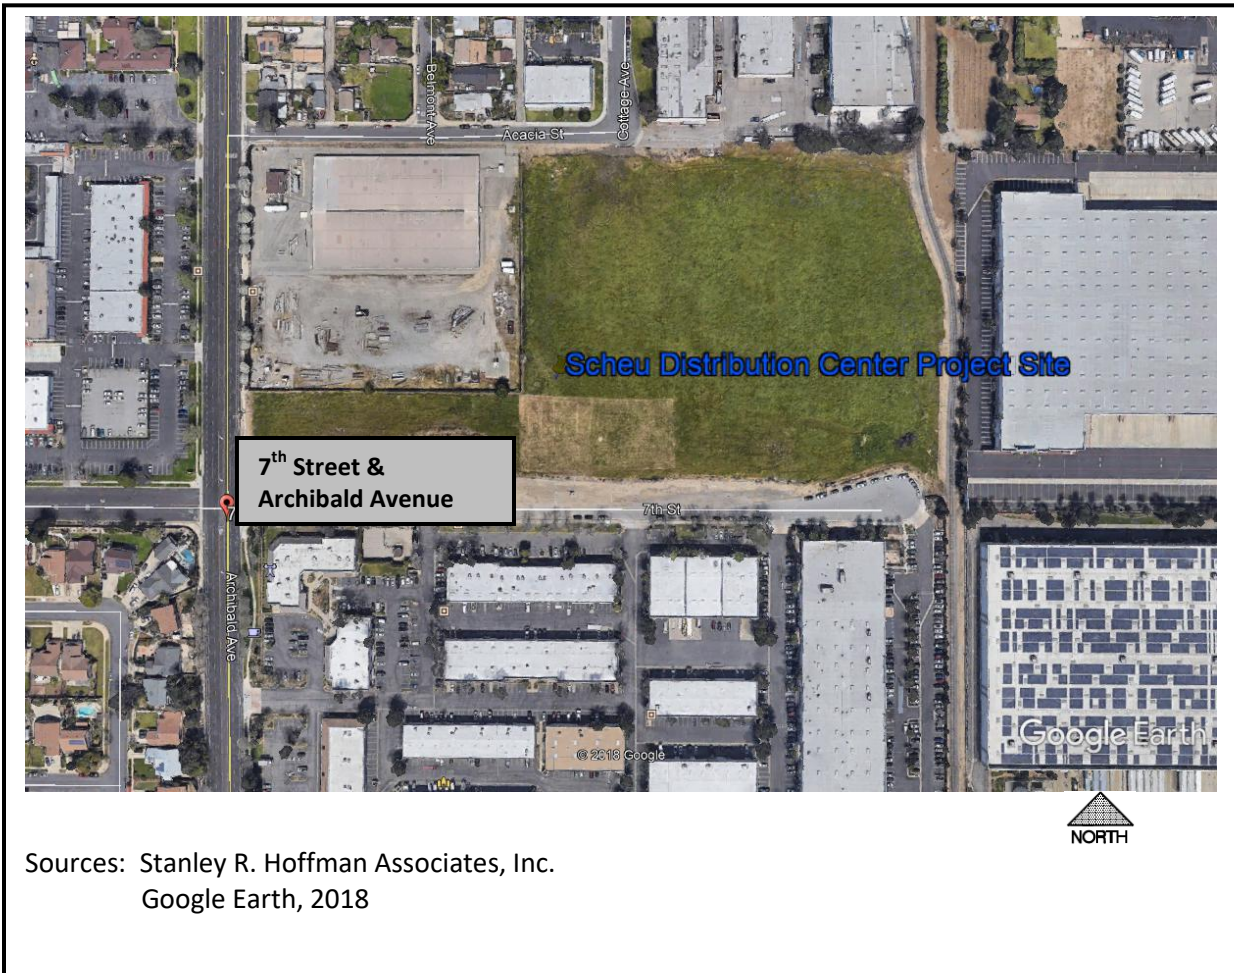 Belmont Ave
Cottage Ave
Acacia St
Scheu Distribution Center Project Site
7th Street &
Archibald Avenue
7th St
Archibald Ave
Google Earth
© 2018 Google
NORTH
Sources: Stanley R. Hoffman Associates, Inc.
Google Earth, 2018